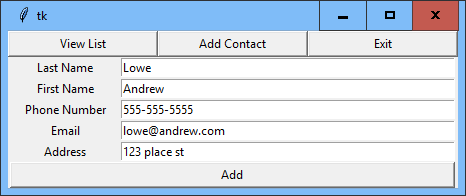 tk
View List Add Contact Exit
Last Name Lowe
First Name Andrew
Phone Number 555-555-5555
Email lowe@andrew.com
Address 123 place st
Add